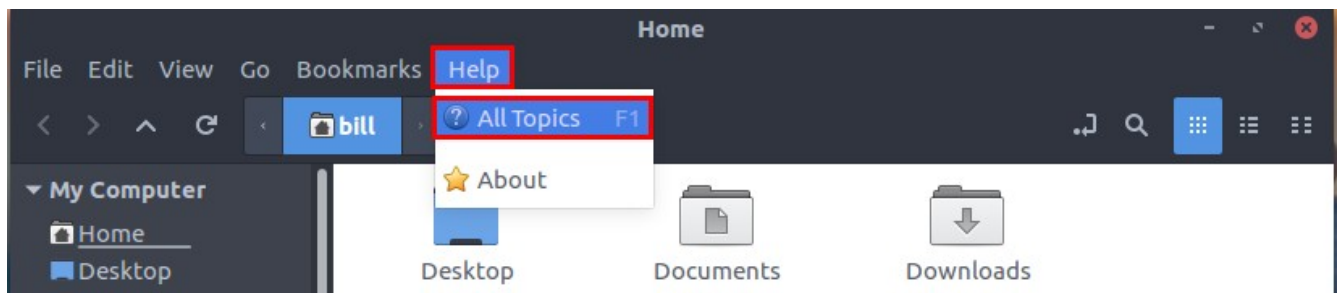 Home
File Edit View Go Bookmarks Help
bill
All Topics F1
About
My Computer
Home
Desktop
Desktop Documents Downloads